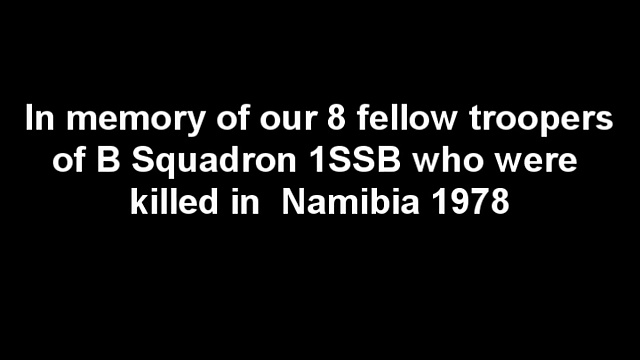 In memory of our 8 fellow troopers
of B Squadron 1SSB who were
killed in  Namibia 1978